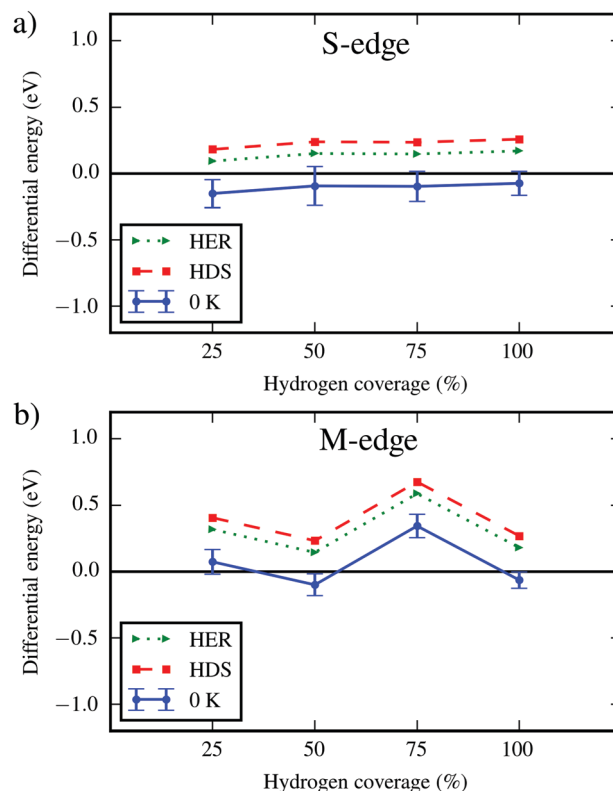 a)
S-edge
1.0
0.5
0.0
−0.5
−1.0
Differential energy (eV)
HER
HDS
0 K
25 50 75 100
Hydrogen coverage (%)
b)
M-edge
1.0
0.5
0.0
−0.5
−1.0
Differential energy (eV)
HER
HDS
0 K
25 50 75 100
Hydrogen coverage (%)